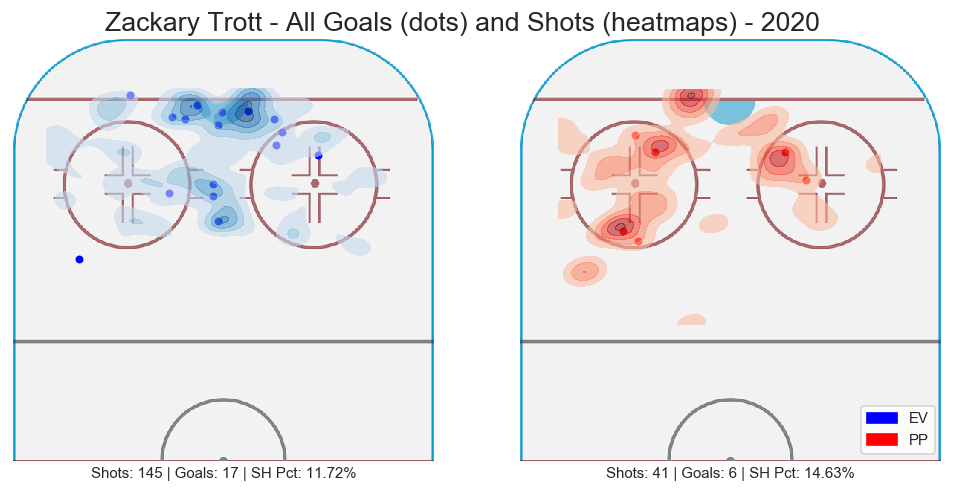 Zackary Trott - All Goals (dots) and Shots (heatmaps) - 2020
EV
PP
Shots: 145 | Goals: 17 | SH Pct: 11.72%
Shots: 41 | Goals: 6 | SH Pct: 14.63%